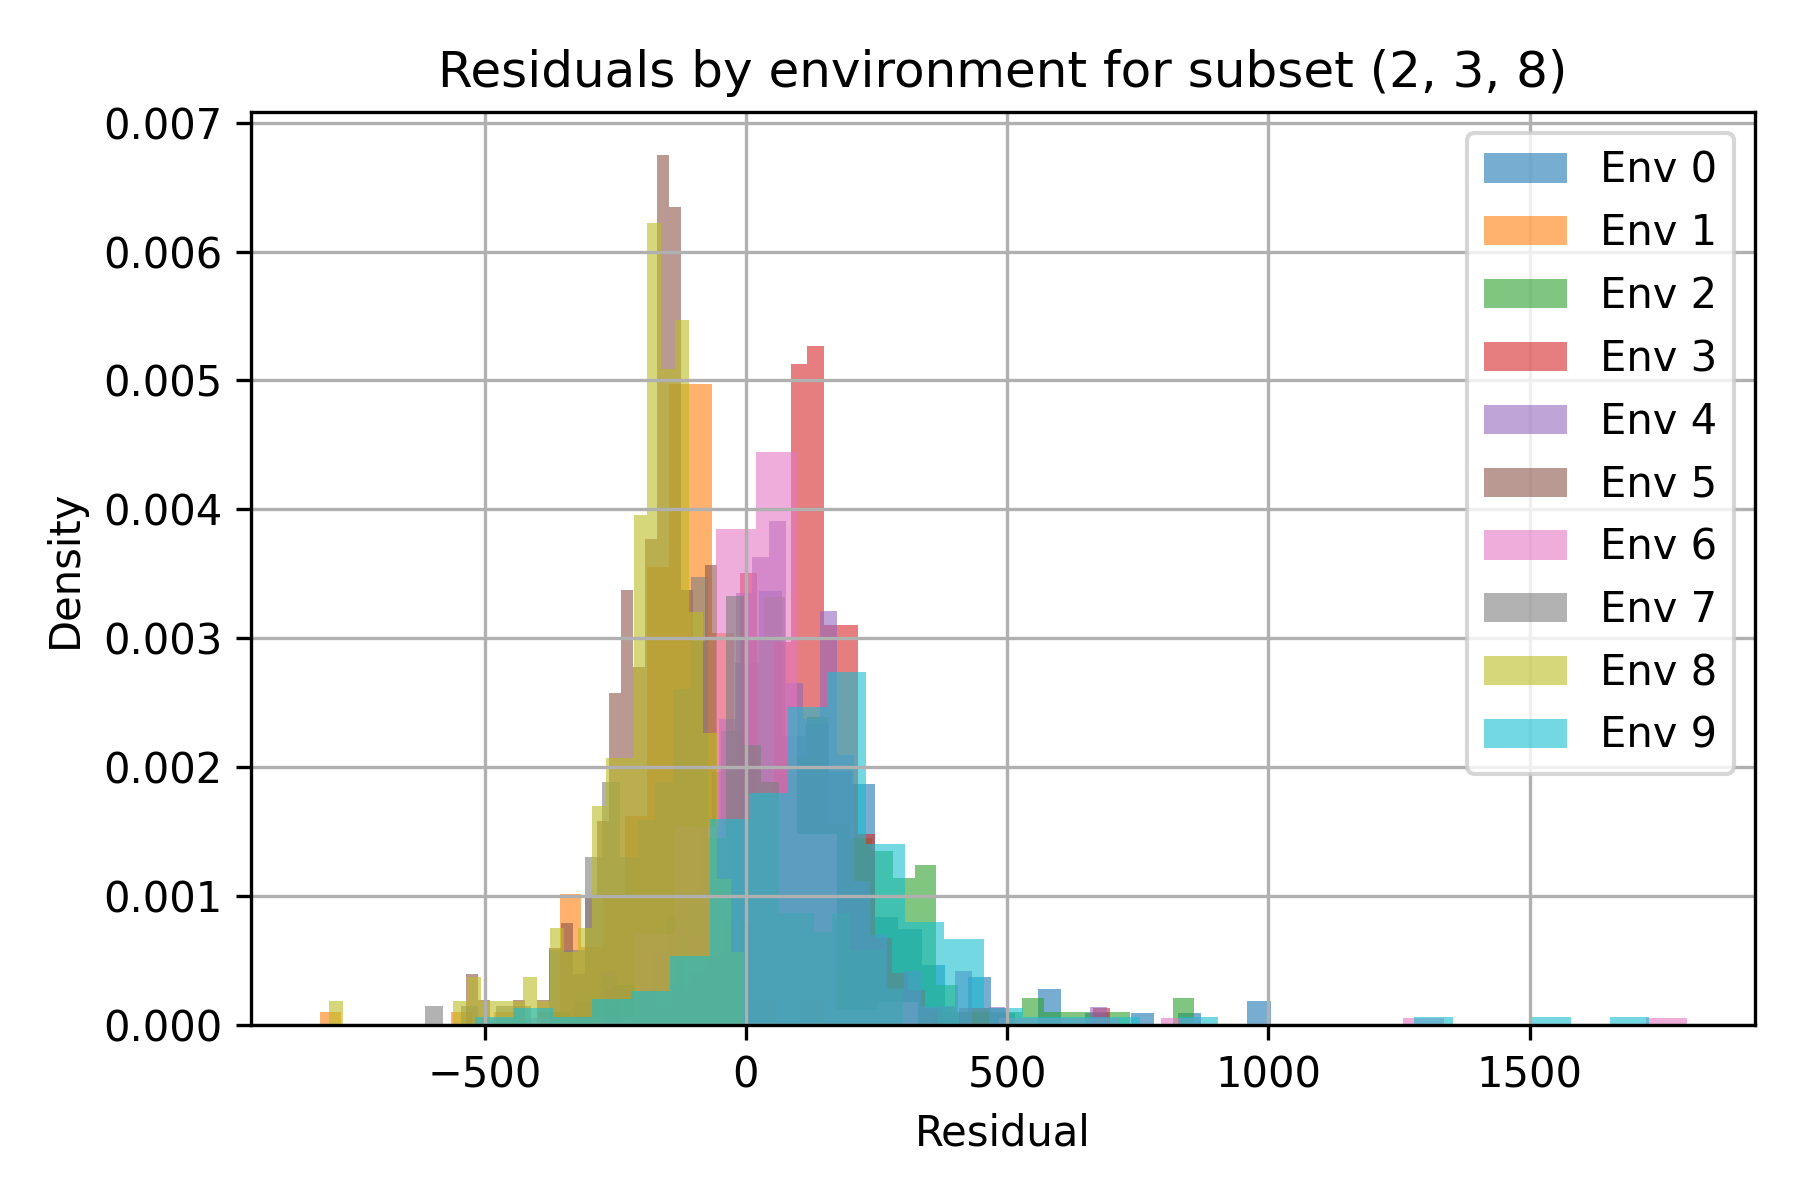 Residuals by environment for subset (2, 3, 8)
0.007
0.006
0.005
0.004
0.003
0.002
0.001
0.000
Density
−500
0
500
1000
1500
Residual
Env 0
Env 1
Env 2
Env 3
Env 4
Env 5
Env 6
Env 7
Env 8
Env 9